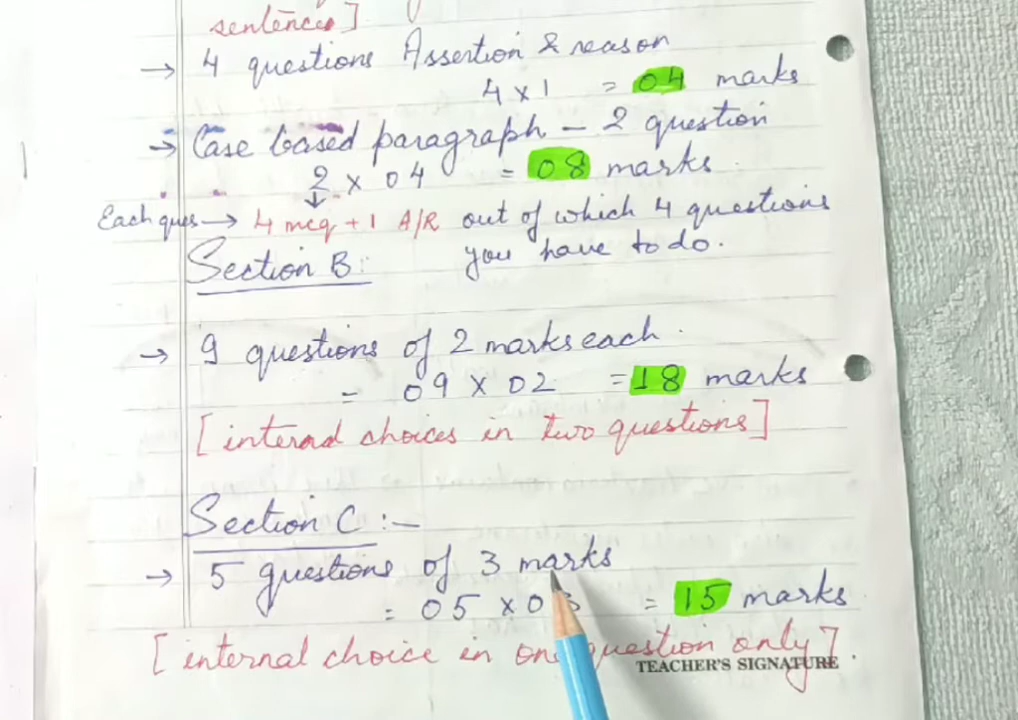 sentences]
→ 4 questions Assertion & reason
4 x 1 = 04 marks
→ Case based paragraph - 2 question
2 x 04 = 08 marks.
Each ques → 4 mcq + 1 A/R out of which 4 questions
you have to do.
Section B:
→ 9 questions of 2 marks each.
= 09 x 02 = 18 marks
[internal choices in two questions]
Section C :-
→ 5 questions of 3 marks
= 05 x 03 = 15 marks
[internal choice in one question only].
TEACHER'S SIGNATURE